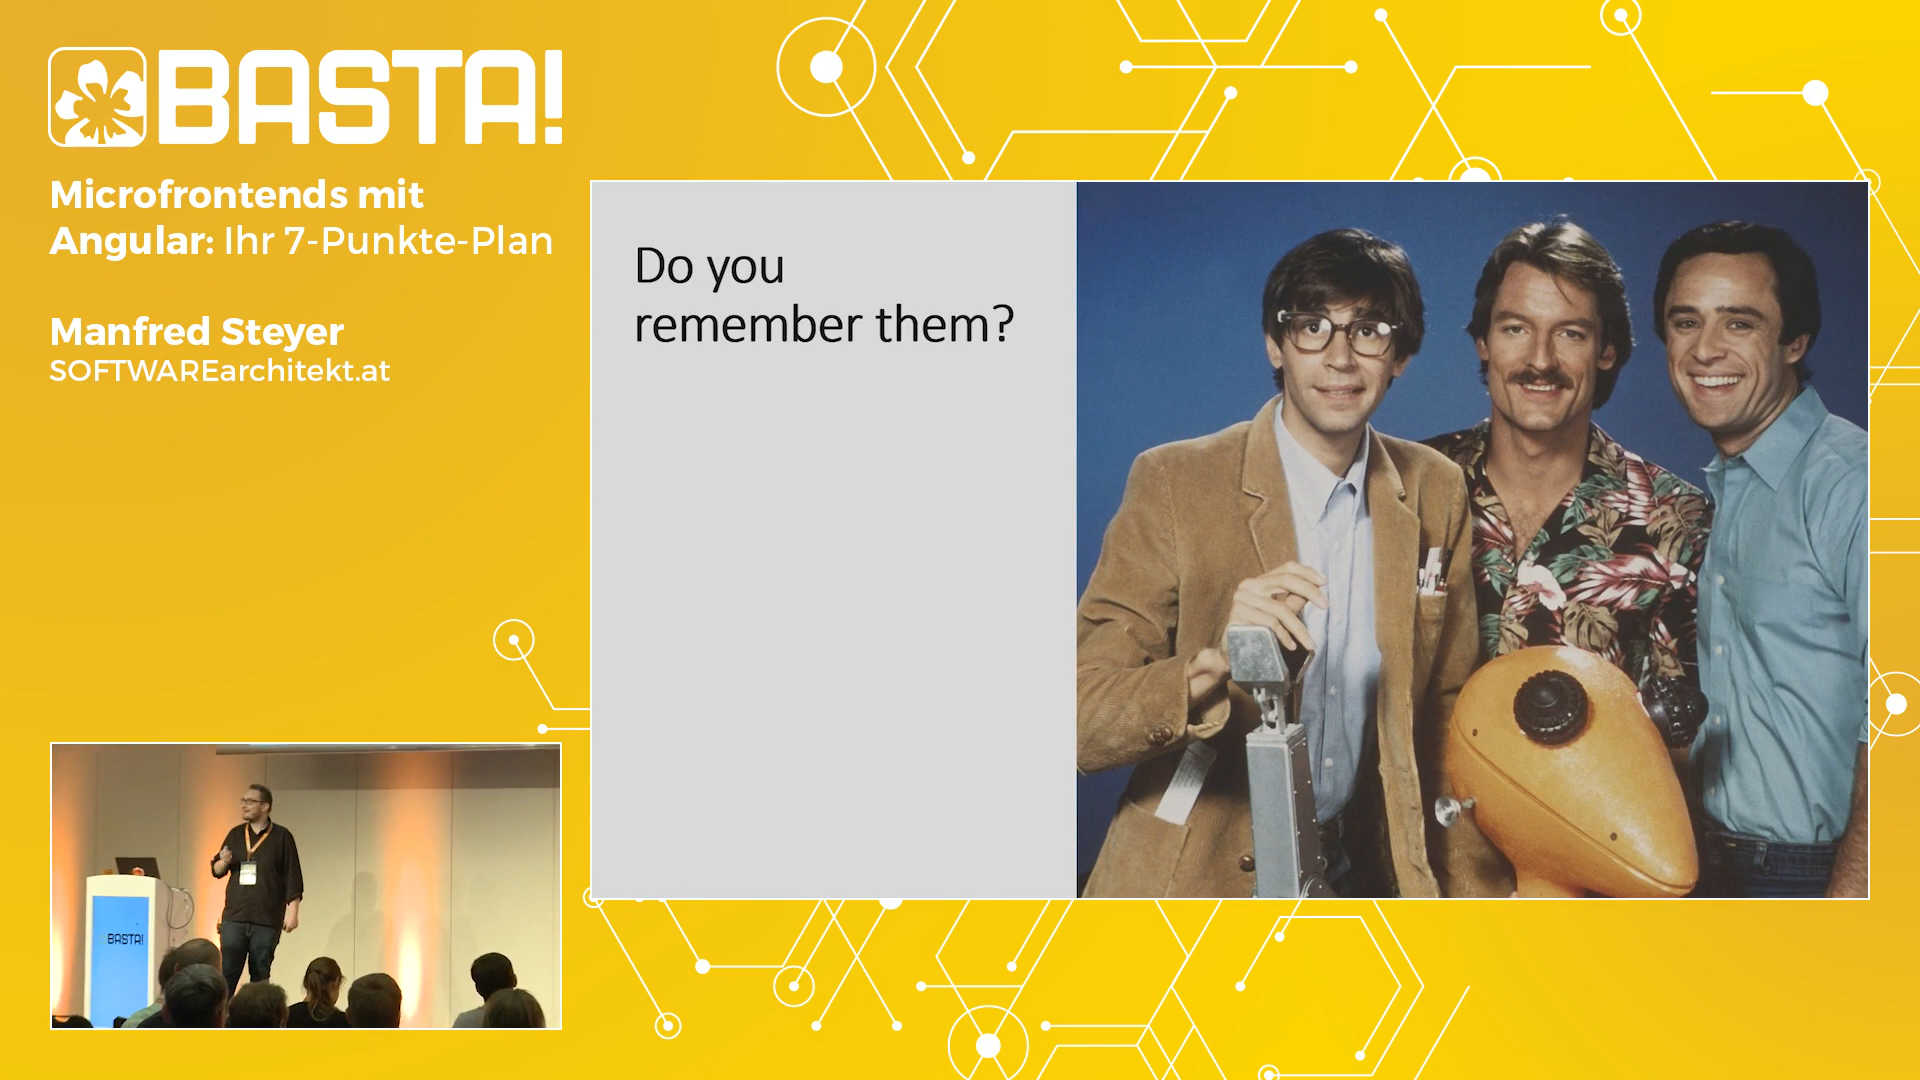 BASTA!
Microfrontends mit
Angular: Ihr 7-Punkte-Plan
Manfred Steyer
SOFTWAREarchitekt.at
Do you
remember them?
BASTA!